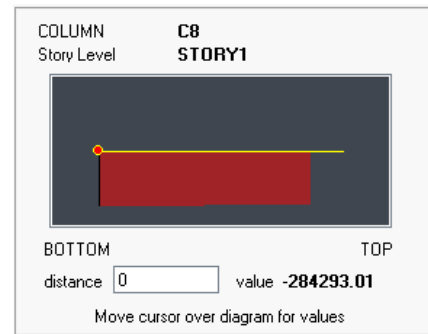 COLUMN C8
Story Level STORY1
BOTTOM TOP
distance 0 value -284293.01
Move cursor over diagram for values